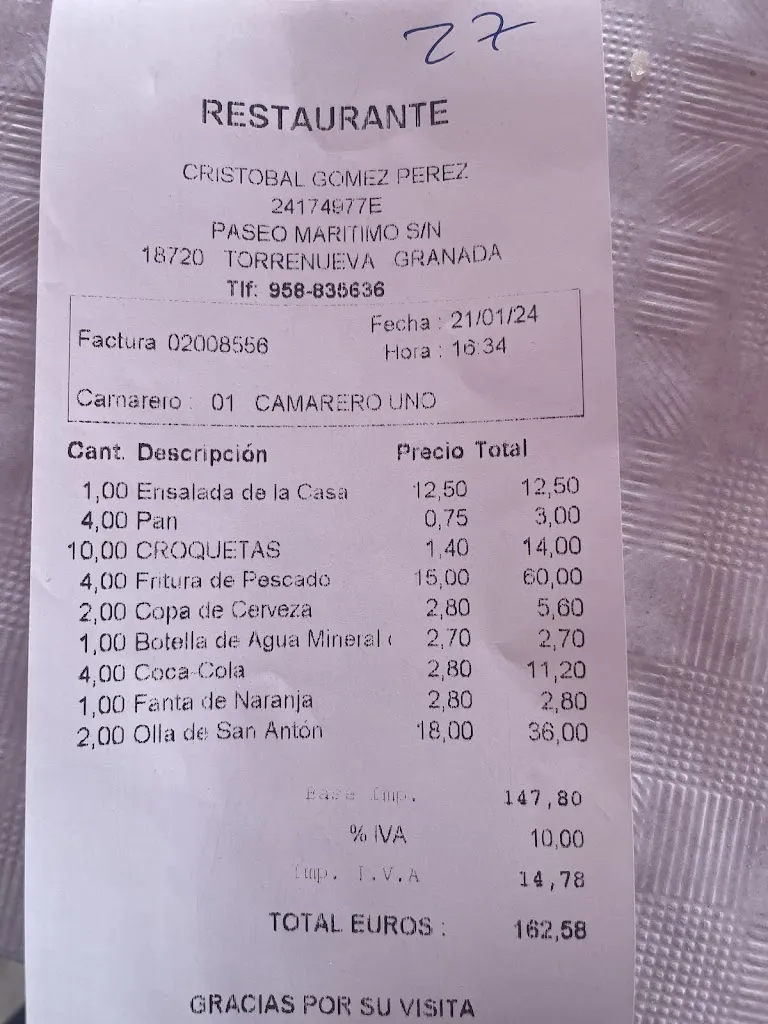 27
RESTAURANTE
CRISTOBAL GOMEZ PEREZ
24174977E
PASEO MARITIMO S/N
18720 TORRENUEVA GRANADA
Tlf: 958-835636
Factura 02008556 Fecha : 21/01/24
Hora : 16:34
Camarero : 01 CAMARERO UNO
Cant. Descripción Precio Total
1,00 Ensalada de la Casa 12,50 12,50
4,00 Pan 0,75 3,00
10,00 CROQUETAS 1,40 14,00
4,00 Fritura de Pescado 15,00 60,00
2,00 Copa de Cerveza 2,80 5,60
1,00 Botella de Agua Mineral 2,70 2,70
4,00 Coca-Cola 2,80 11,20
1,00 Fanta de Naranja 2,80 2,80
2,00 Olla de San Antón 18,00 36,00
Base Imp. 147,80
% IVA 10,00
Imp. I.V.A 14,78
TOTAL EUROS : 162,58
GRACIAS POR SU VISITA